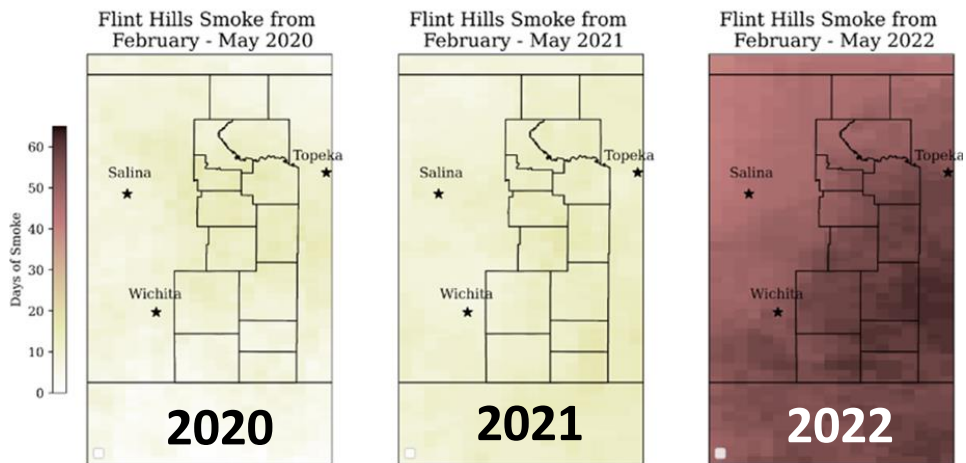 Flint Hills Smoke from
February - May 2020
Flint Hills Smoke from
February - May 2021
Flint Hills Smoke from
February - May 2022
Days of Smoke
60
50
40
30
20
10
0
Salina
Topeka
Wichita
2020
Salina
Topeka
Wichita
2021
Salina
Topeka
Wichita
2022